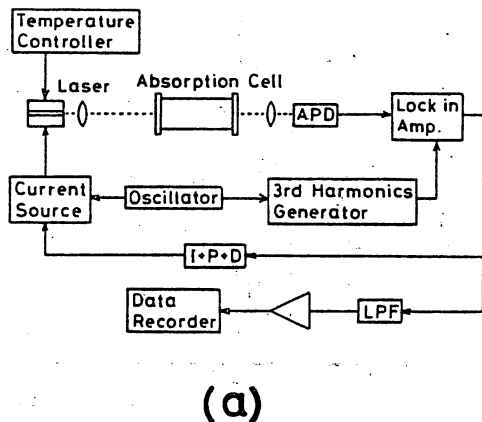 Temperature
Controller
Laser
Absorption Cell
APD
Lock in
Amp.
Current
Source
Oscillator
3rd Harmonics
Generator
I+P+D
Data
Recorder
LPF
(a)